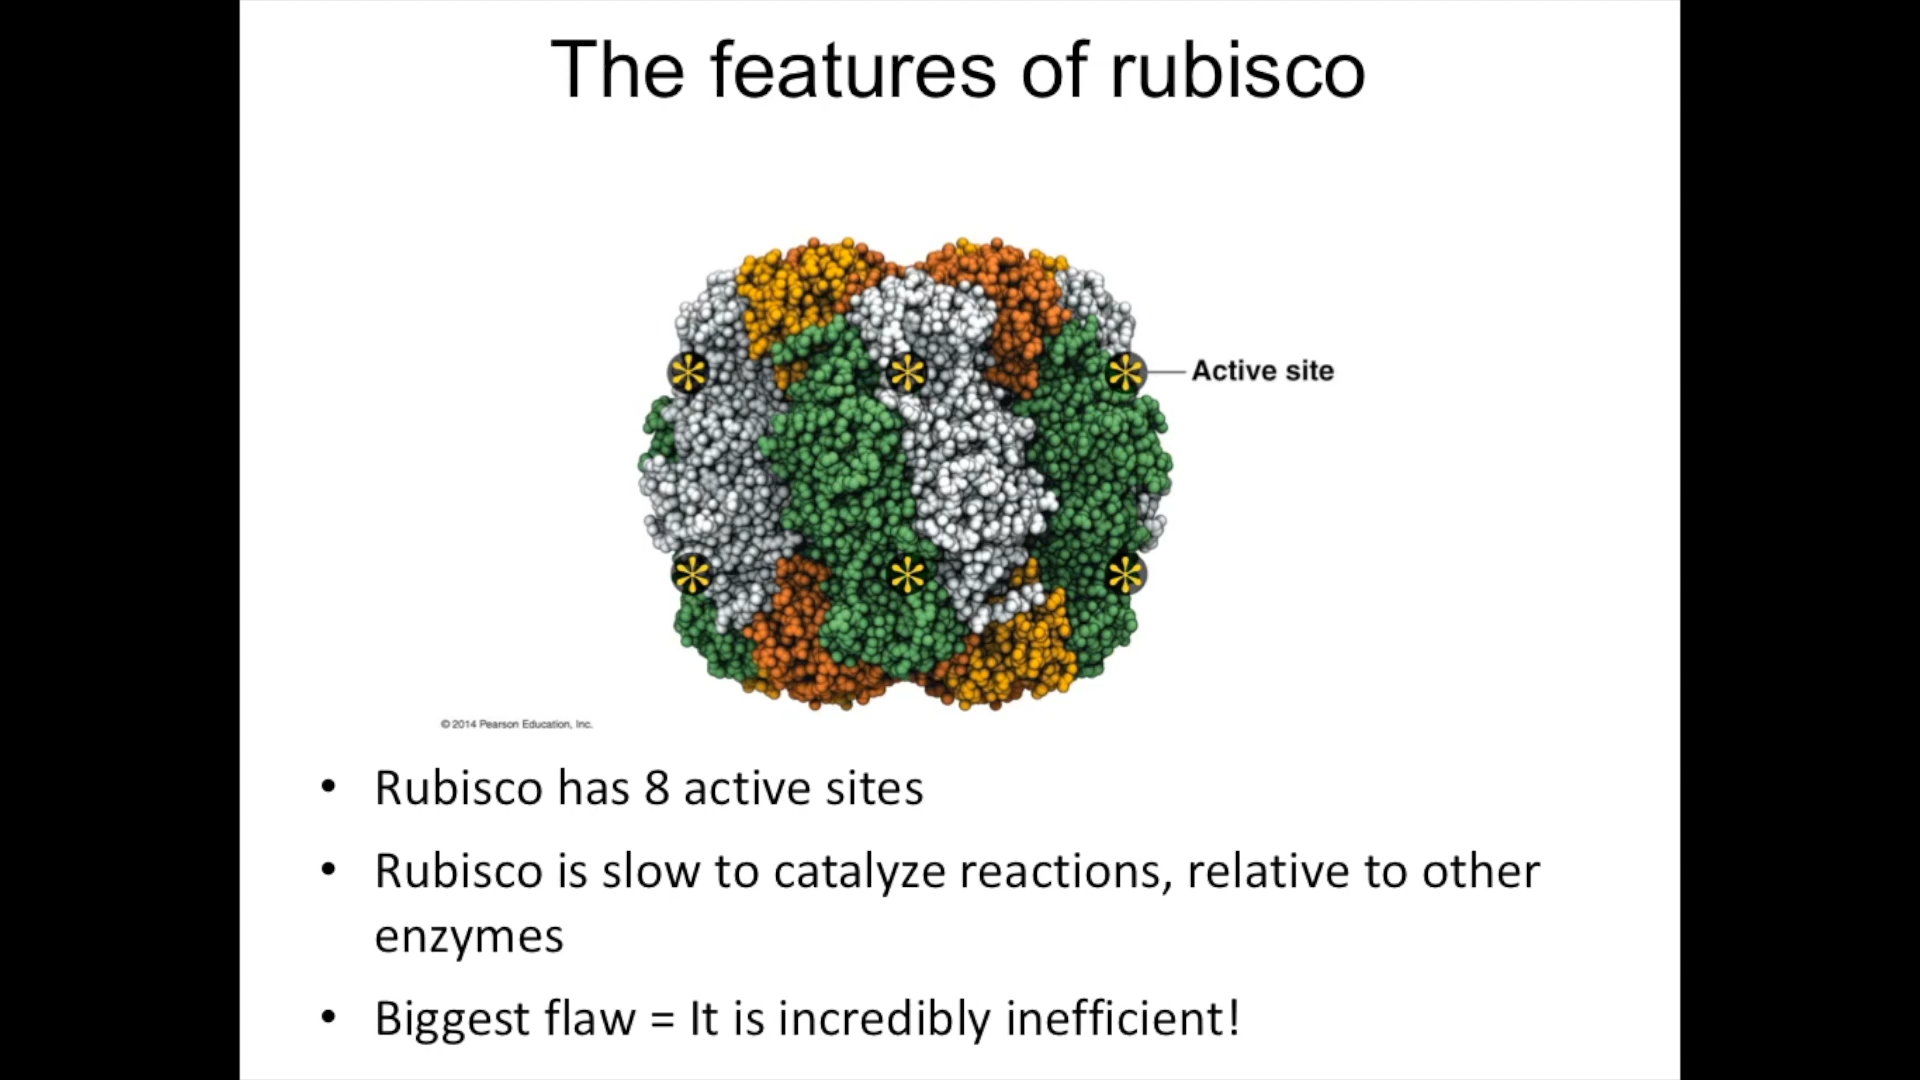 The features of rubisco
Active site
© 2014 Pearson Education, Inc.
• Rubisco has 8 active sites
• Rubisco is slow to catalyze reactions, relative to other
enzymes
• Biggest flaw = It is incredibly inefficient!